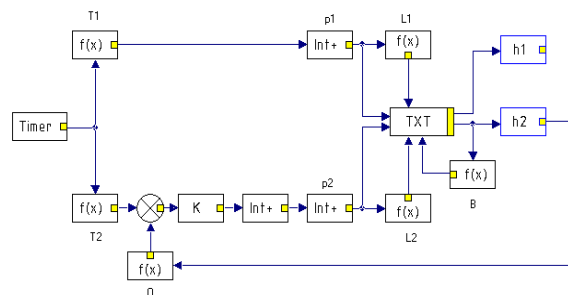 T1
p1
L1
f(x)
Int+
f(x)
h1
Timer
TXT
h2
f(x)
B
p2
f(x)
K
Int+
Int+
f(x)
T2
L2
f(x)